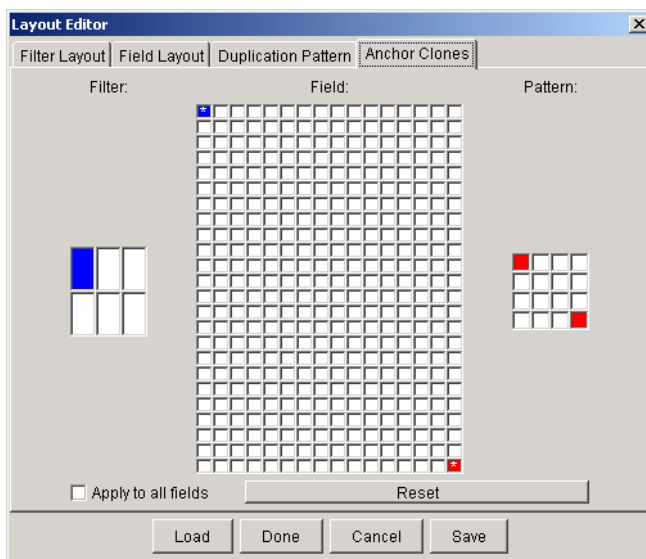 Layout Editor
Filter Layout Field Layout Duplication Pattern Anchor Clones
Filter: Field: Pattern:
*
*
Apply to all fields Reset
Load Done Cancel Save